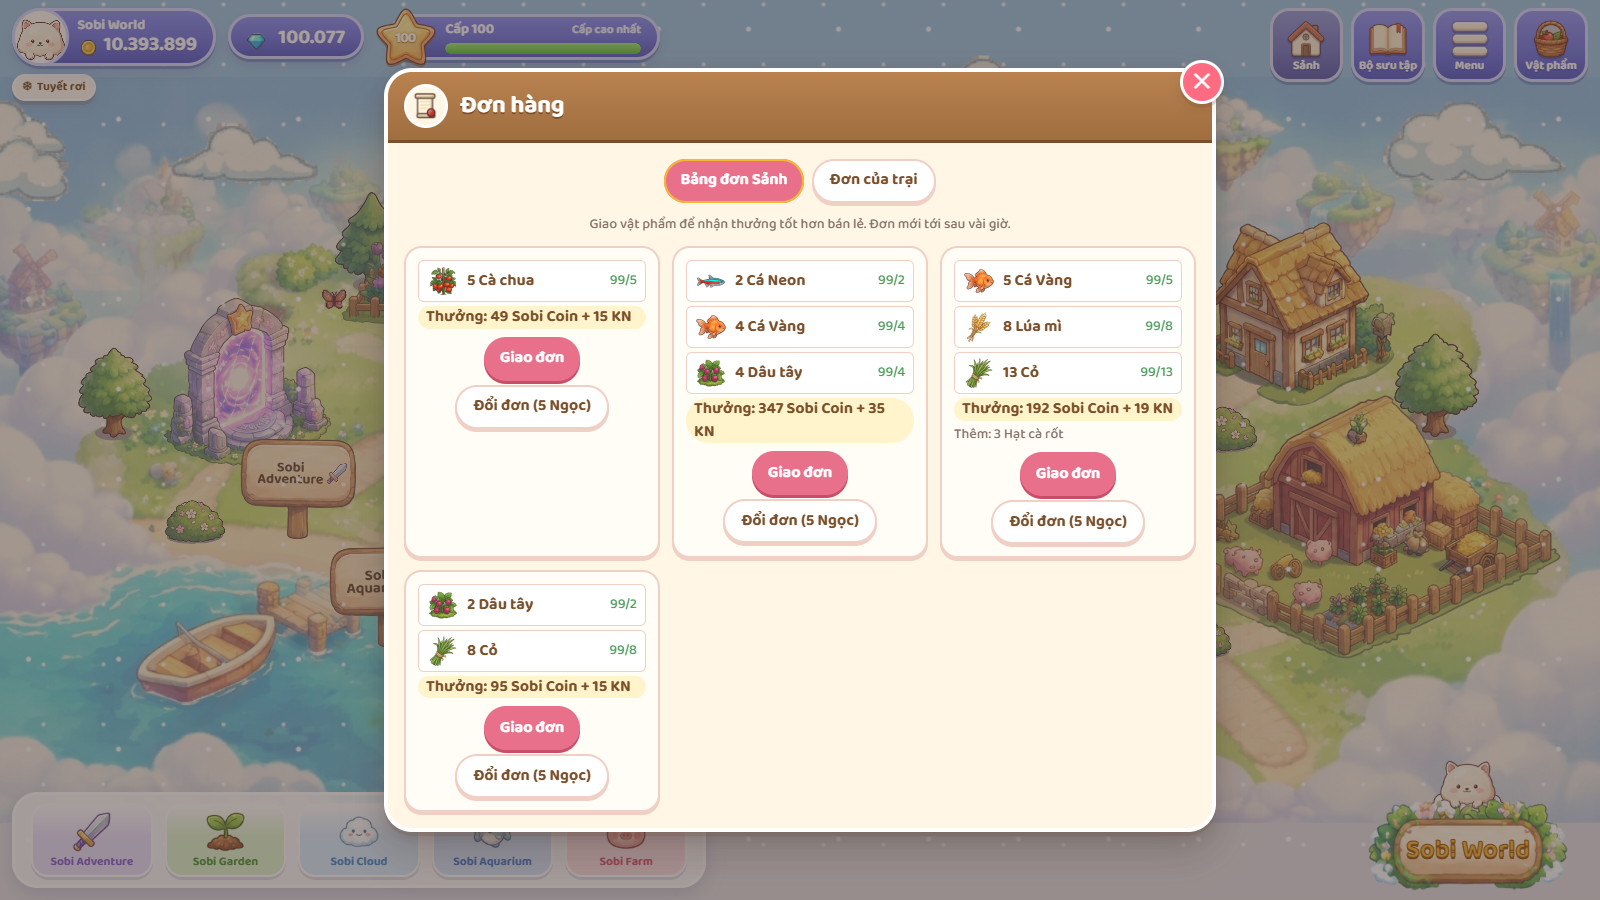 Sobi World
10.393.899
100.077
100
Cấp 100
Cấp cao nhất
Sảnh
Bộ sưu tập
Menu
Vật phẩm
Tuyết rơi
Đơn hàng
Bảng đơn Sảnh
Đơn của trại
Giao vật phẩm để nhận thưởng tốt hơn bán lẻ. Đơn mới tới sau vài giờ.
5 Cà chua
99/5
Thưởng: 49 Sobi Coin + 15 KN
Giao đơn
Đổi đơn (5 Ngọc)
2 Cá Neon
99/2
4 Cá Vàng
99/4
4 Dâu tây
99/4
Thưởng: 347 Sobi Coin + 35
KN
Giao đơn
Đổi đơn (5 Ngọc)
5 Cá Vàng
99/5
8 Lúa mì
99/8
13 Cỏ
99/13
Thưởng: 192 Sobi Coin + 19 KN
Thêm: 3 Hạt cà rốt
Giao đơn
Đổi đơn (5 Ngọc)
2 Dâu tây
99/2
8 Cỏ
99/8
Thưởng: 95 Sobi Coin + 15 KN
Giao đơn
Đổi đơn (5 Ngọc)
Sobi
Adventure
Sobi Adventure
Sobi Garden
Sobi Cloud
Sobi Aquarium
Sobi Farm
Sobi World